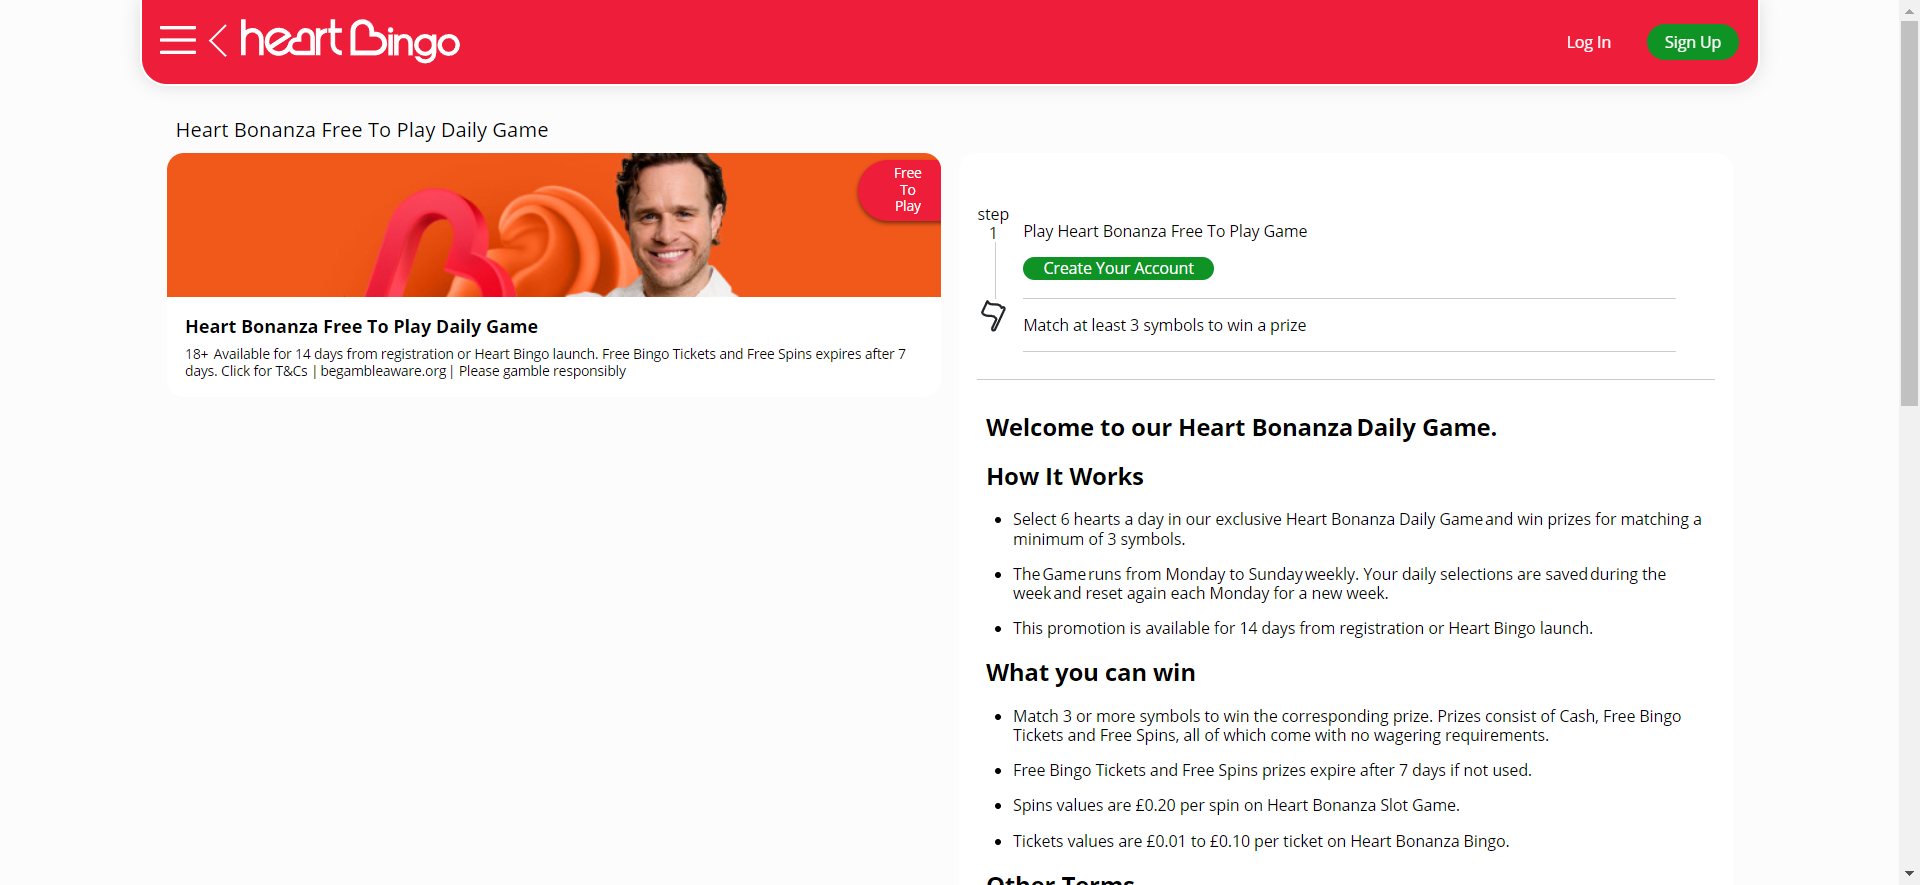 heart Bingo
Log In
Sign Up
Heart Bonanza Free To Play Daily Game
Free
To
Play
Heart Bonanza Free To Play Daily Game
18+ Available for 14 days from registration or Heart Bingo launch. Free Bingo Tickets and Free Spins expires after 7
days. Click for T&Cs | begambleaware.org | Please gamble responsibly
step
1
Play Heart Bonanza Free To Play Game
Create Your Account
Match at least 3 symbols to win a prize
Welcome to our Heart Bonanza Daily Game.
How It Works
Select 6 hearts a day in our exclusive Heart Bonanza Daily Game and win prizes for matching a
minimum of 3 symbols.
The Game runs from Monday to Sunday weekly. Your daily selections are saved during the
week and reset again each Monday for a new week.
This promotion is available for 14 days from registration or Heart Bingo launch.
What you can win
Match 3 or more symbols to win the corresponding prize. Prizes consist of Cash, Free Bingo
Tickets and Free Spins, all of which come with no wagering requirements.
Free Bingo Tickets and Free Spins prizes expire after 7 days if not used.
Spins values are £0.20 per spin on Heart Bonanza Slot Game.
Tickets values are £0.01 to £0.10 per ticket on Heart Bonanza Bingo.
Other Terms